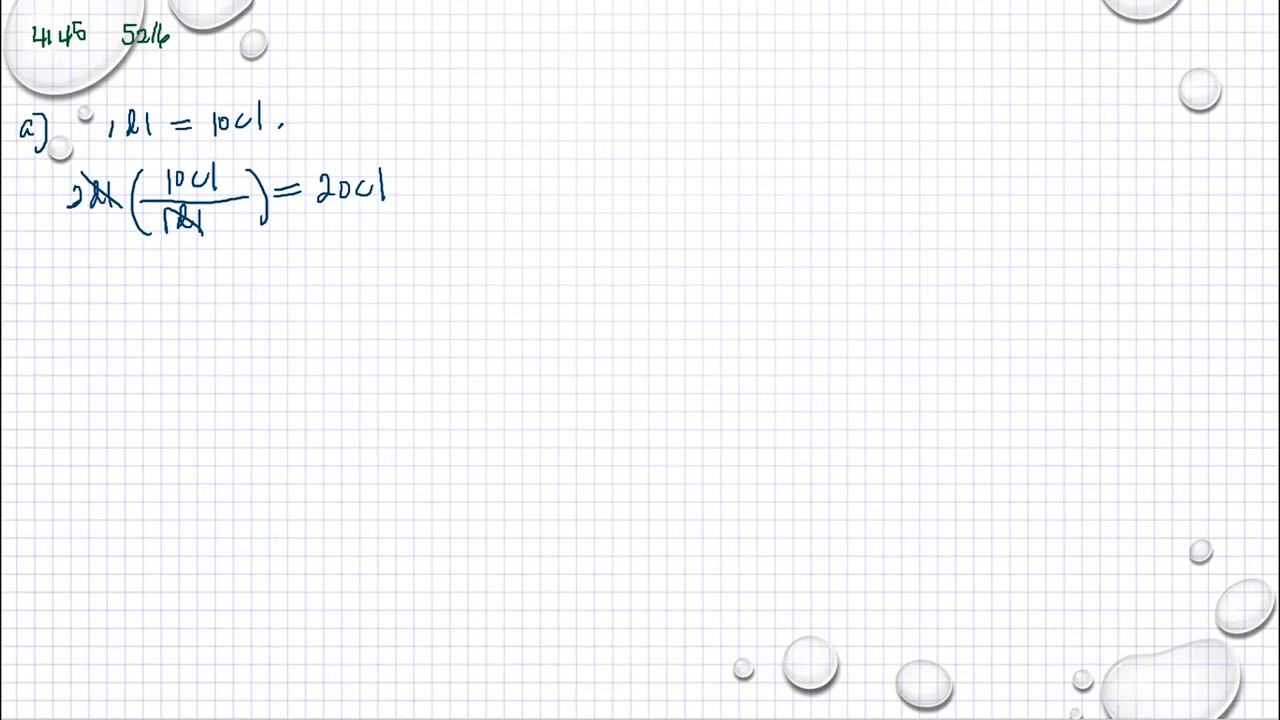 4145 5216
a) 1dl = 10cl.
2dl (10cl / 1dl) = 20cl